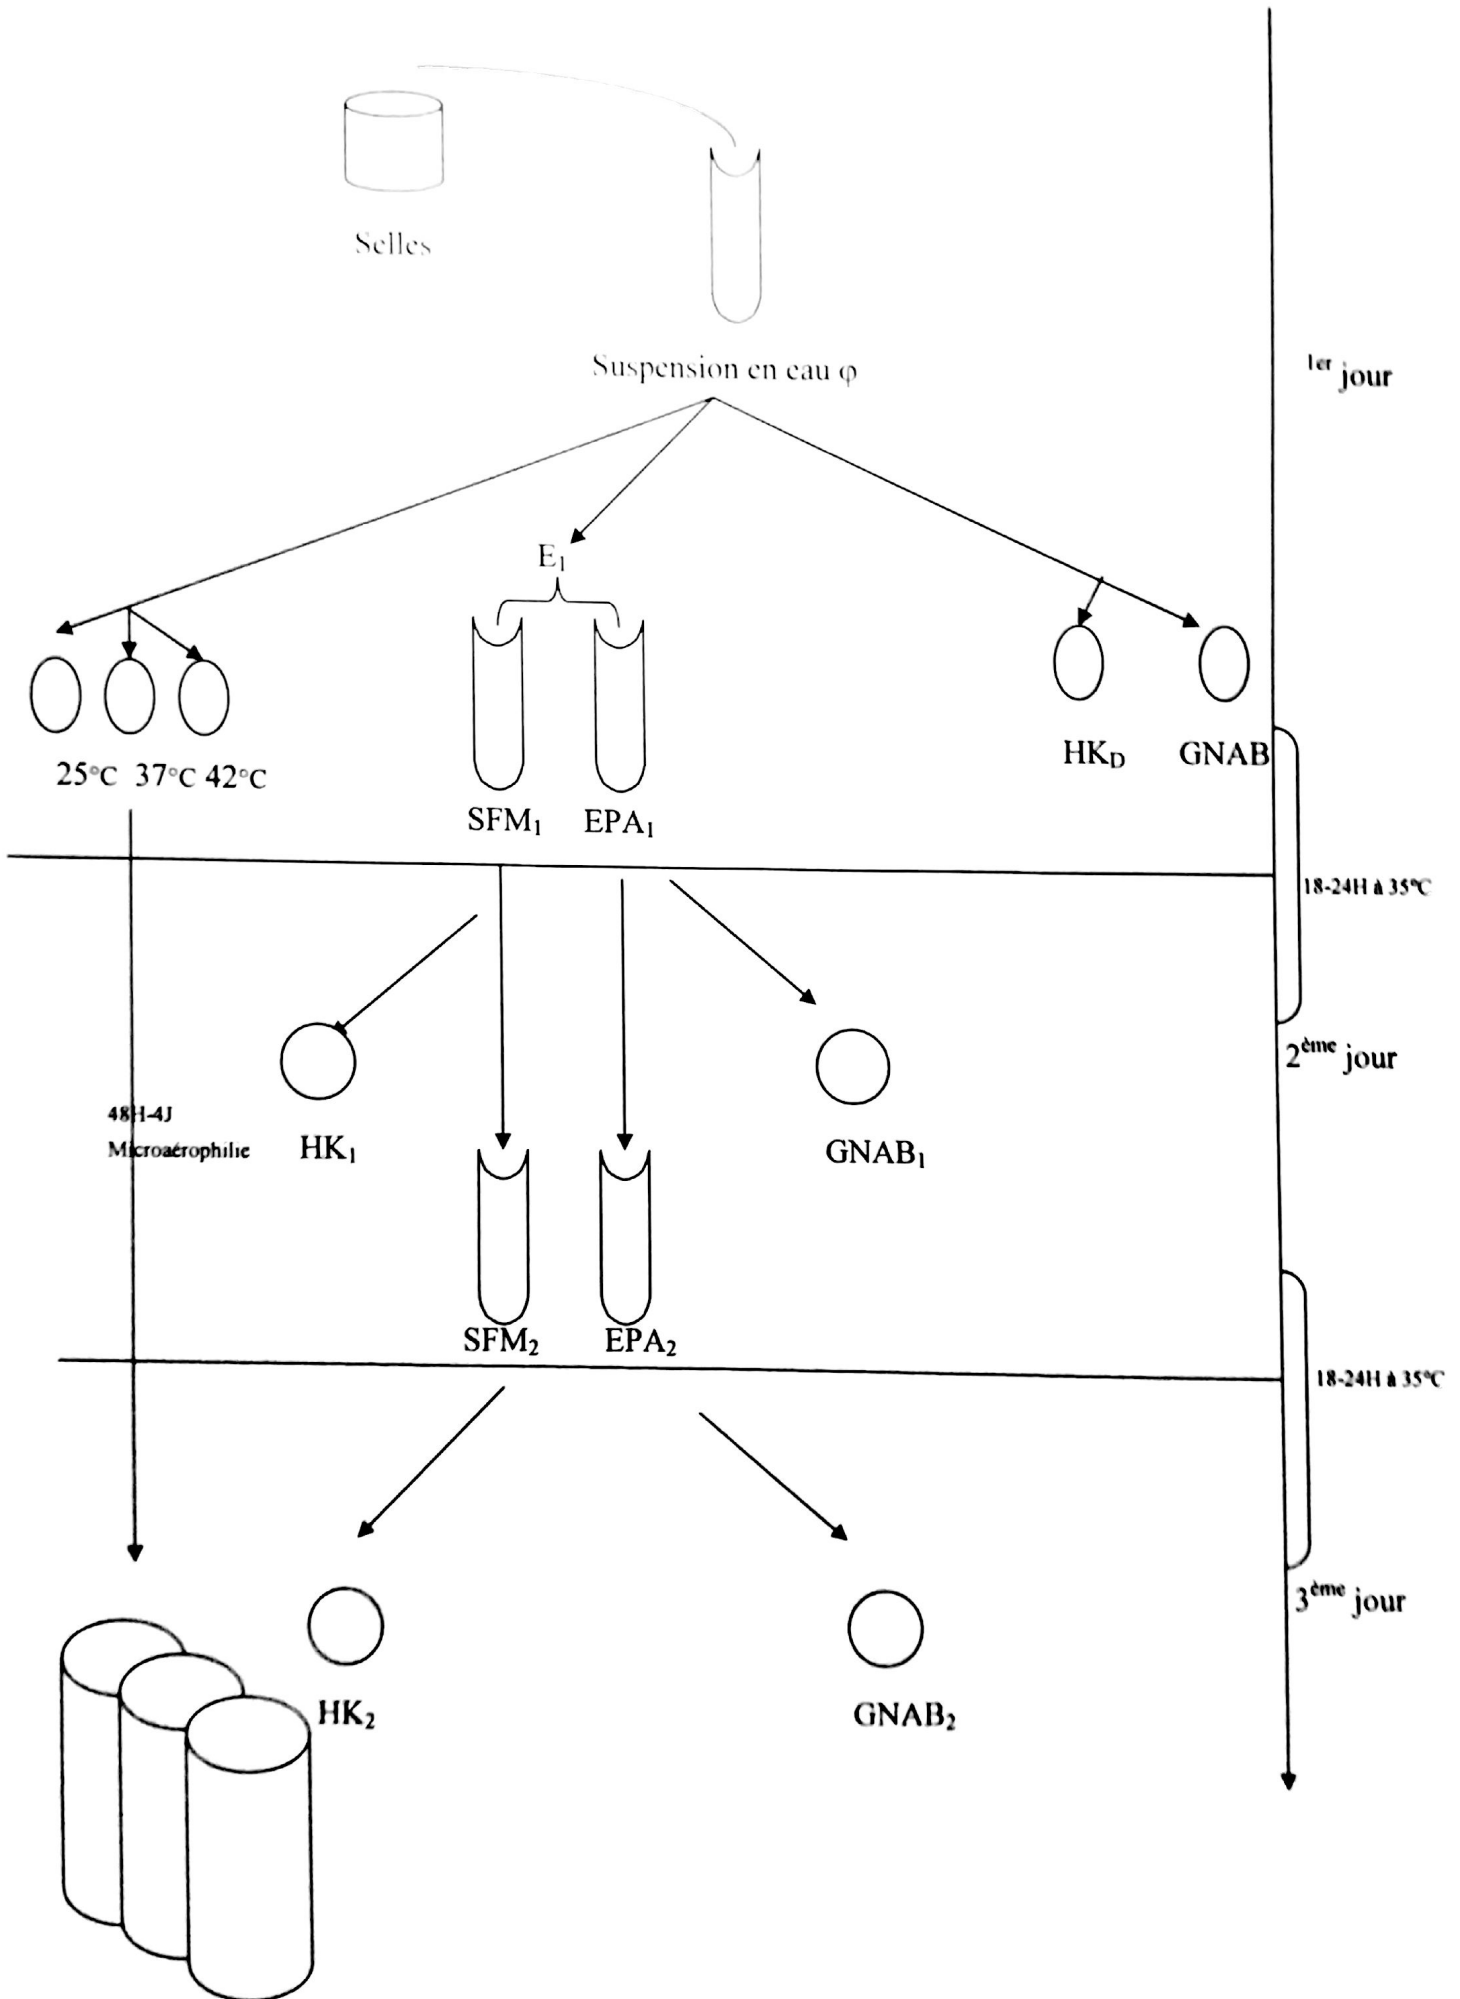 Selles
Suspension en eau φ
1er jour
E1
HKD GNAB
25°C 37°C 42°C
SFM1 EPA1
18-24H à 35°C
2ème jour
48H-4J
Microaérophilie
HK1
GNAB1
SFM2 EPA2
18-24H à 35°C
3ème jour
HK2
GNAB2